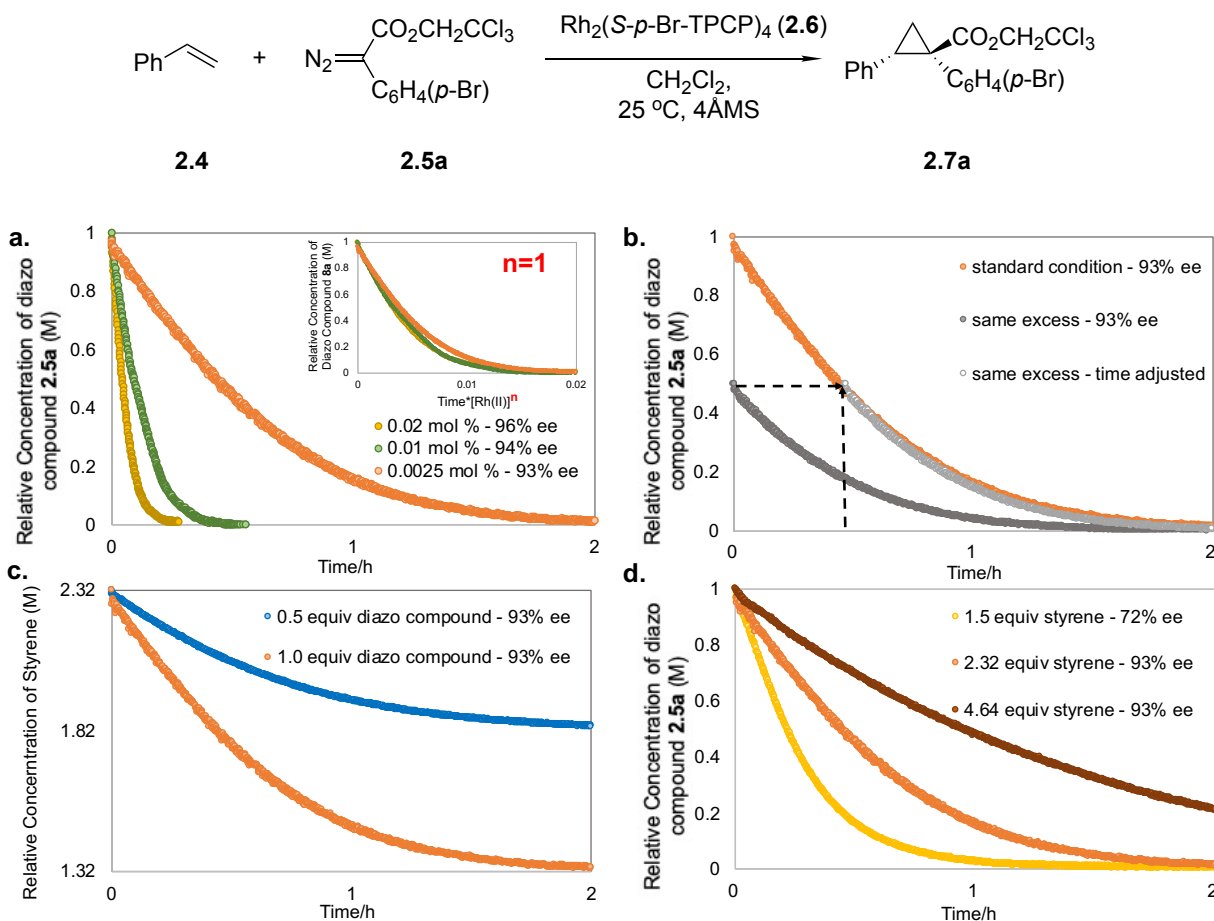 Ph
+
N2
CO2CH2CCl3
C6H4(p-Br)
Rh2(S-p-Br-TPCP)4 (2.6)
CH2Cl2,
25 oC, 4ÅMS
Ph
CO2CH2CCl3
C6H4(p-Br)
2.4
2.5a
2.7a
a.
Relative Concentration of diazo
compound 2.5a (M)
1
0.8
0.6
0.4
0.2
0
0
1
2
Time/h
Relative Concentration of
Diazo Compound 8a (M)
1
0.8
0.6
0.4
0.2
0
0
0.01
0.02
Time*[Rh(II)]n
n=1
0.02 mol % - 96% ee
0.01 mol % - 94% ee
0.0025 mol % - 93% ee
b.
Relative Concentration of diazo
compound 2.5a (M)
1
0.8
0.6
0.4
0.2
0
0
1
2
Time/h
standard condition - 93% ee
same excess - 93% ee
same excess - time adjusted
c.
Relative Concerntration of Styrene (M)
2.32
1.82
1.32
0
1
2
Time/h
0.5 equiv diazo compound - 93% ee
1.0 equiv diazo compound - 93% ee
d.
Relative Concentration of diazo
compound 2.5a (M)
1
0.8
0.6
0.4
0.2
0
0
1
2
Time/h
1.5 equiv styrene - 72% ee
2.32 equiv styrene - 93% ee
4.64 equiv styrene - 93% ee